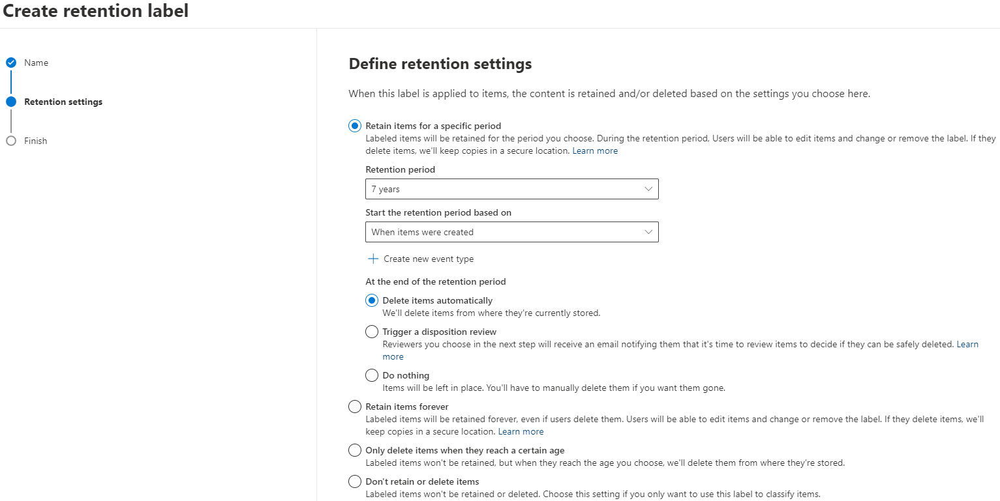 Create retention label
Name
Retention settings
Finish
Define retention settings
When this label is applied to items, the content is retained and/or deleted based on the settings you choose here.
Retain items for a specific period
Labeled items will be retained for the period you choose. During the retention period, Users will be able to edit items and change or remove the label. If they
delete items, we'll keep copies in a secure location. Learn more
Retention period
7 years
Start the retention period based on
When items were created
Create new event type
At the end of the retention period
Delete items automatically
We'll delete items from where they're currently stored.
Trigger a disposition review
Reviewers you choose in the next step will receive an email notifying them that it's time to review items to decide if they can be safely deleted. Learn
more
Do nothing
Items will be left in place. You'll have to manually delete them if you want them gone.
Retain items forever
Labeled items will be retained forever, even if users delete them. Users will be able to edit items and change or remove the label. If they delete items, we'll
keep copies in a secure location. Learn more
Only delete items when they reach a certain age
Labeled items won't be retained, but when they reach the age you choose, we'll delete them from where they're stored.
Don't retain or delete items
Labeled items won't be retained or deleted. Choose this setting if you only want to use this label to classify items.